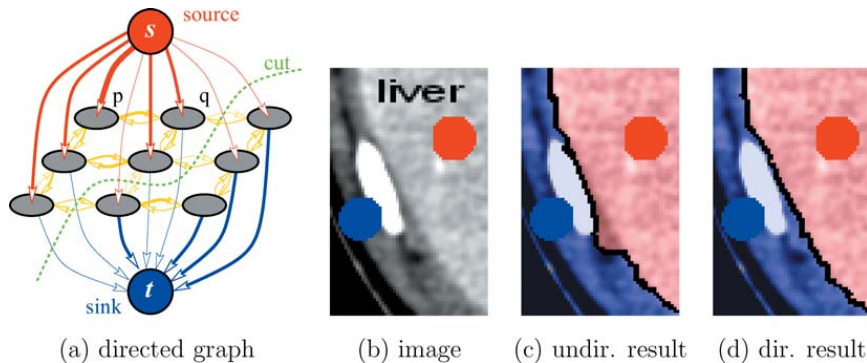 s
source
cut
p
q
t
sink
liver
(a) directed graph
(b) image
(c) undir. result
(d) dir. result